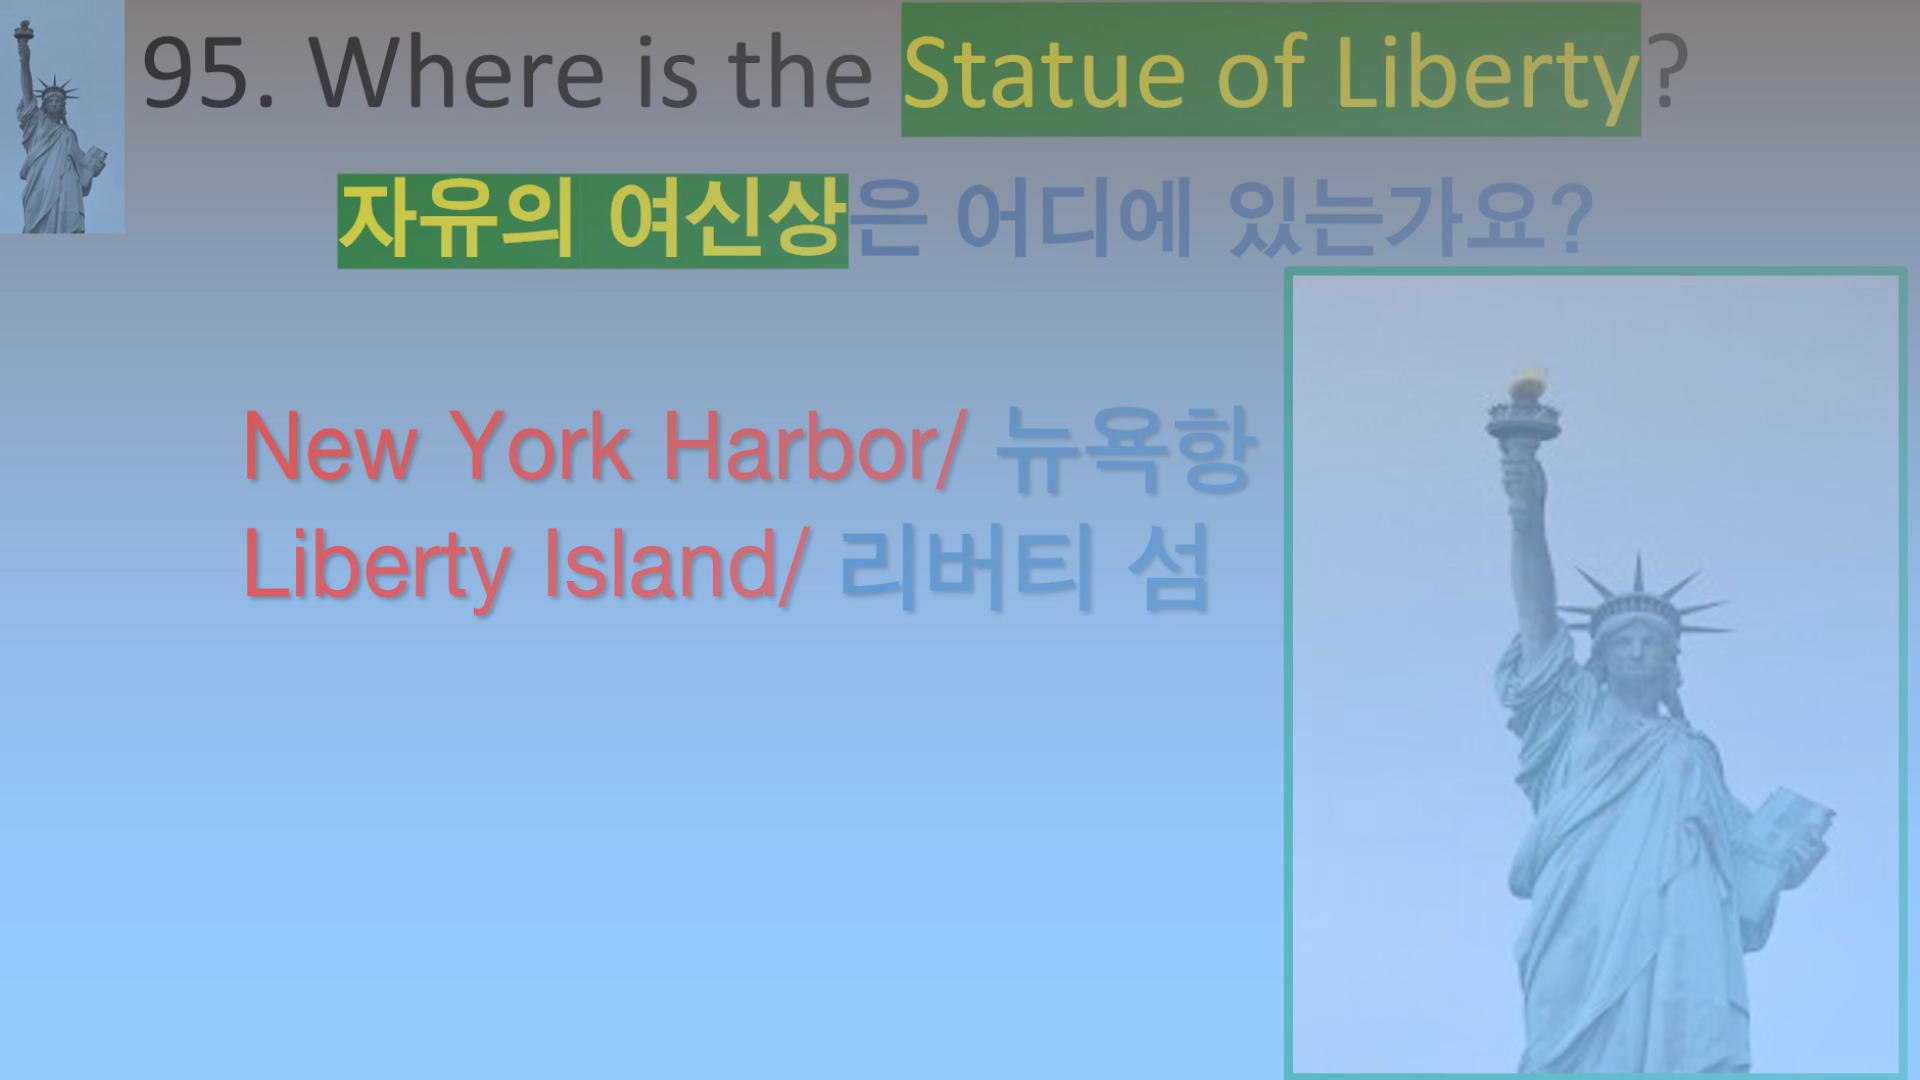 95. Where is the Statue of Liberty?
자유의 여신상은 어디에 있는가요?
New York Harbor/ 뉴욕항
Liberty Island/ 리버티 섬